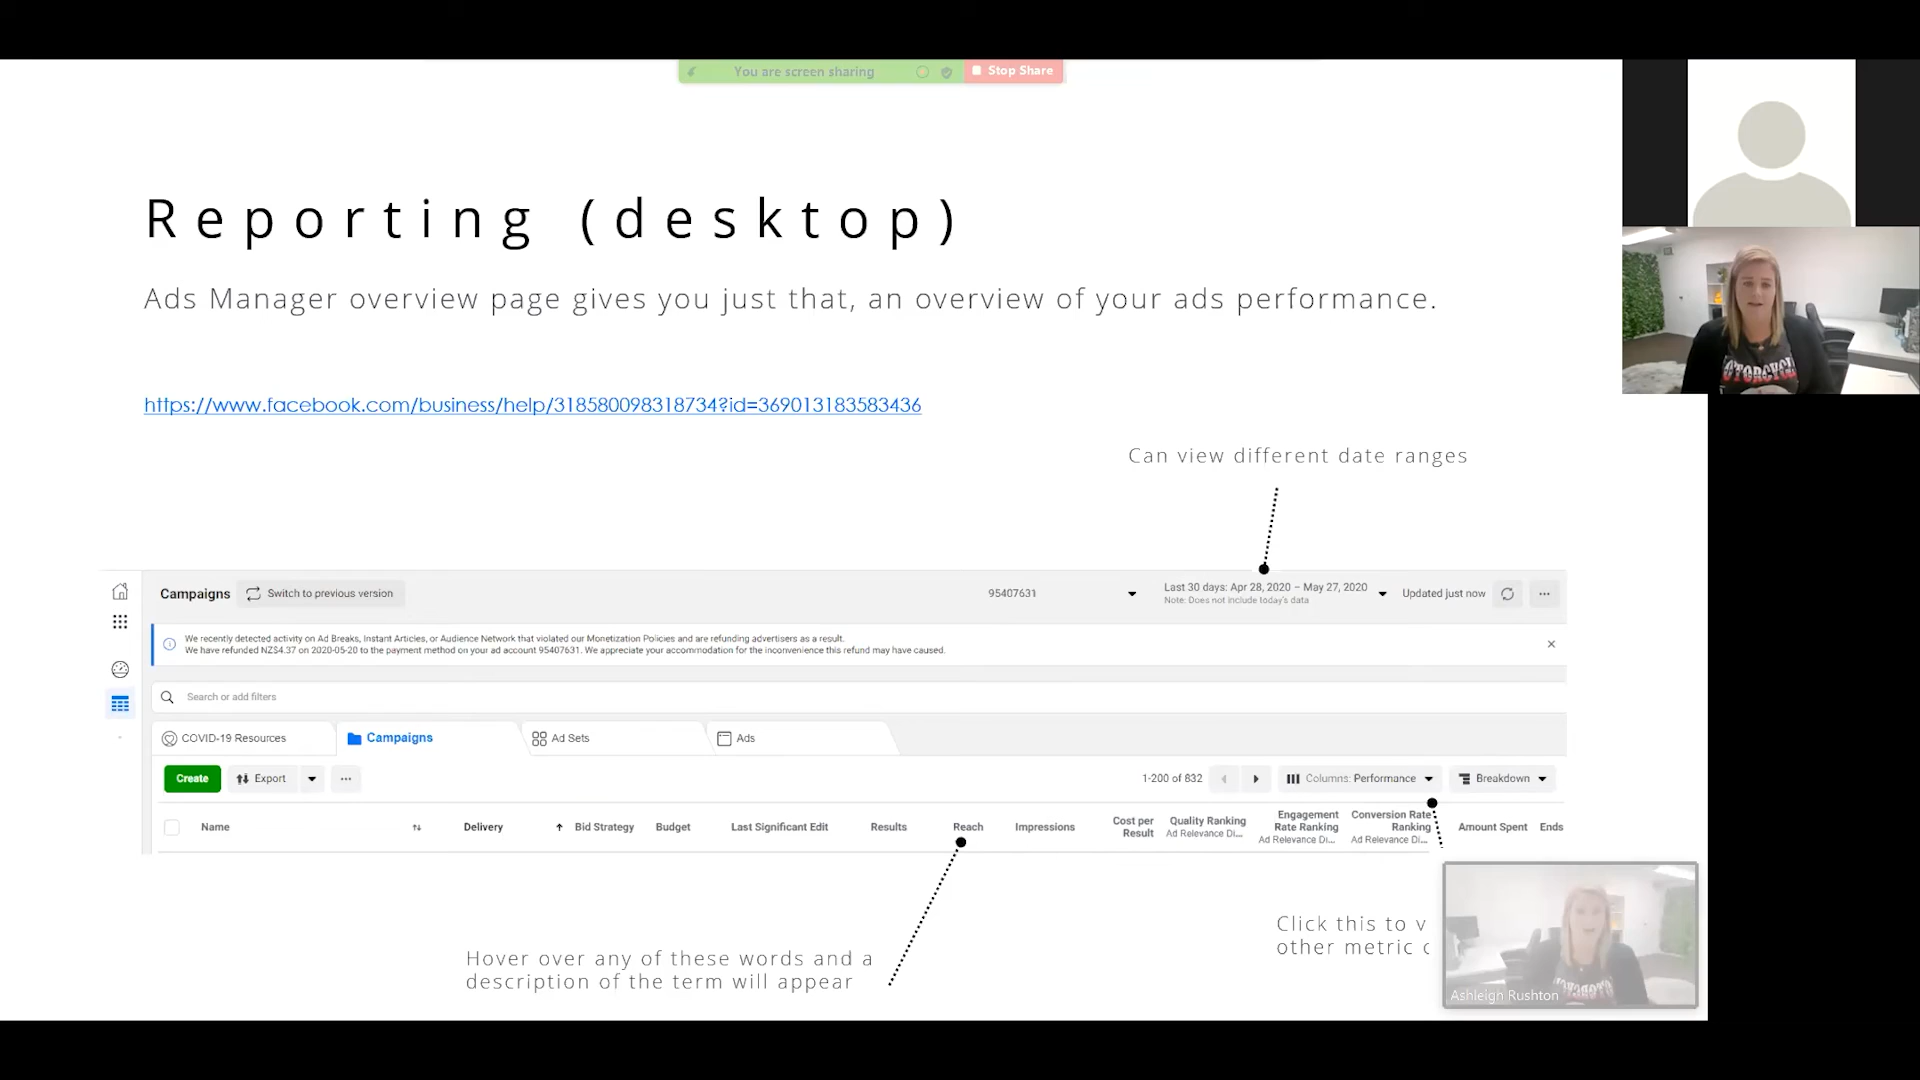 You are screen sharing
Stop Share
Reporting (desktop)
Ads Manager overview page gives you just that, an overview of your ads performance.
https://www.facebook.com/business/help/318580098318734?id=369013183583436
Can view different date ranges
Campaigns
Switch to previous version
95407631
Last 30 days: Apr 28, 2020 – May 27, 2020
Note: Does not include today's data
Updated just now
We recently detected activity on Ad Breaks, Instant Articles, or Audience Network that violated our Monetization Policies and are refunding advertisers as a result.
We have refunded NZ$4.37 on 2020-05-20 to the payment method on your ad account 95407631. We appreciate your accommodation for the inconvenience this refund may have caused.
Search or add filters
COVID-19 Resources
Campaigns
Ad Sets
Ads
Create
Export
1-200 of 832
Columns: Performance
Breakdown
Name
Delivery
Bid Strategy
Budget
Last Significant Edit
Results
Reach
Impressions
Cost per
Result
Quality Ranking
Ad Relevance Di...
Engagement
Rate Ranking
Ad Relevance Di...
Conversion Rate
Ranking
Ad Relevance Di...
Amount Spent
Ends
Hover over any of these words and a
description of the term will appear
Click this to v
other metric c
Ashleigh Rushton